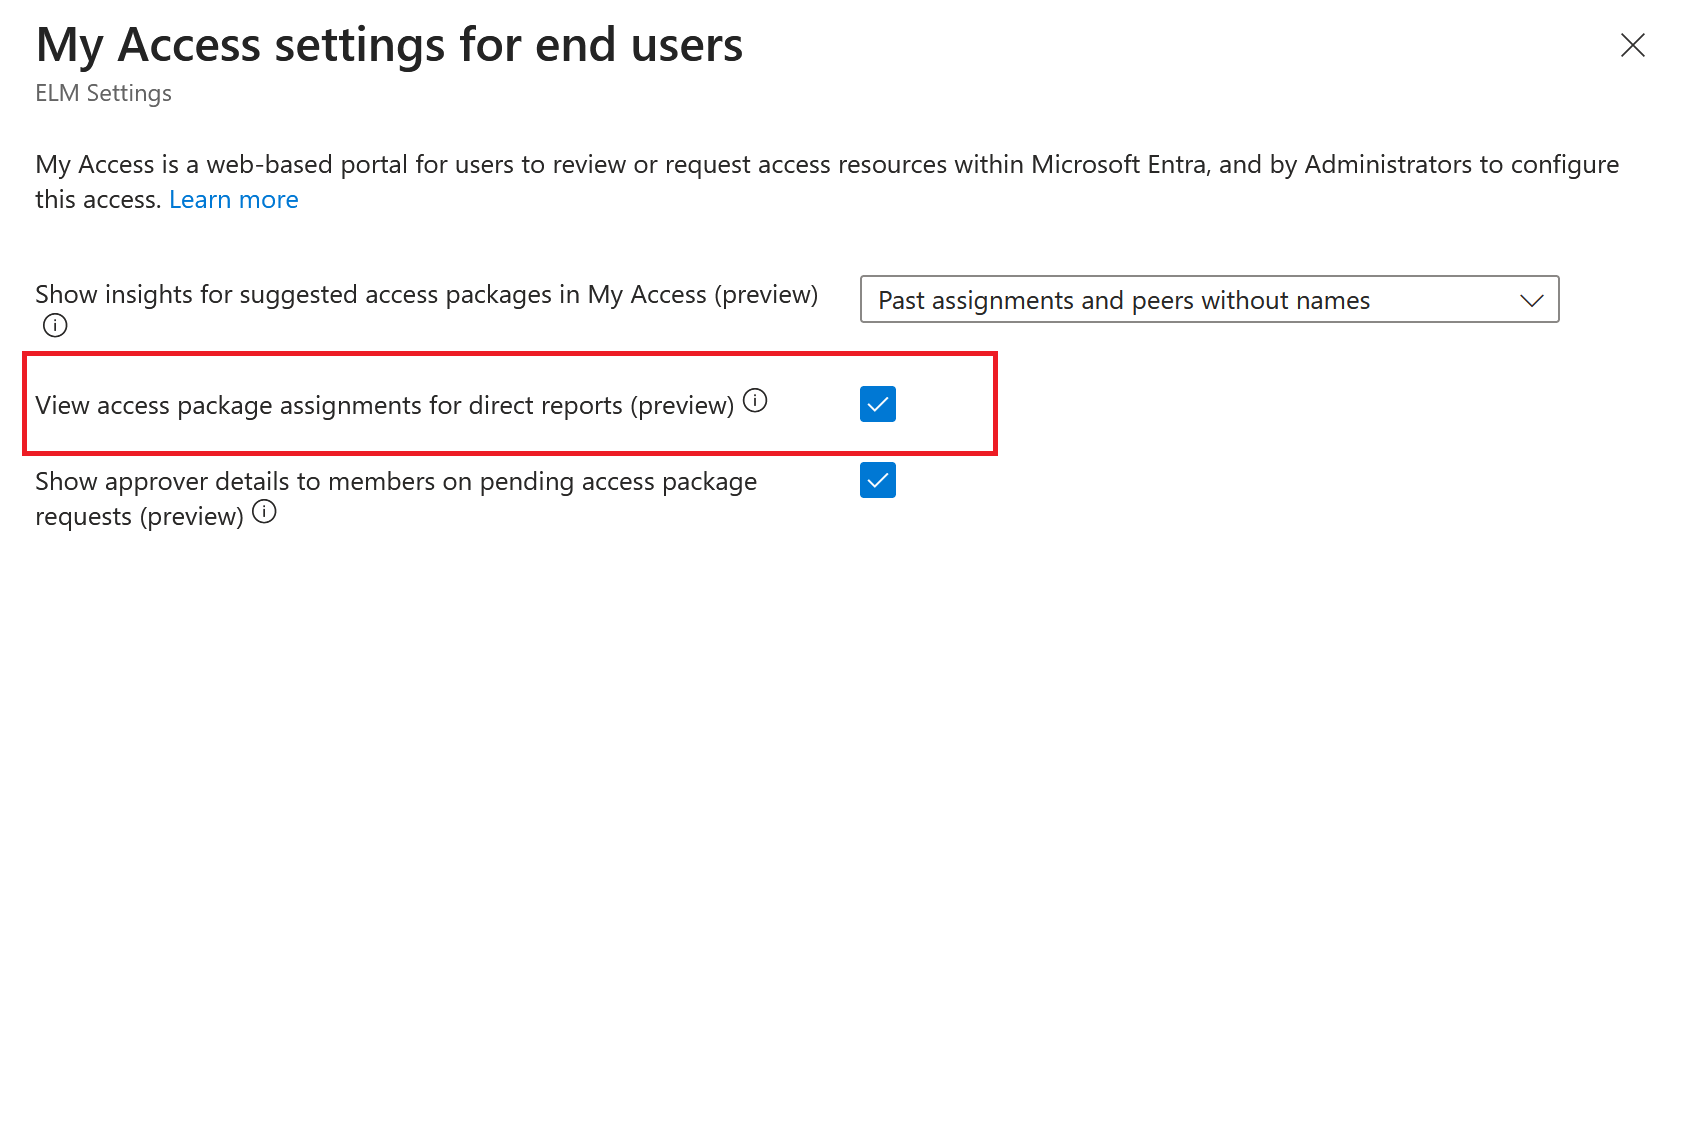 My Access settings for end users
ELM Settings
My Access is a web-based portal for users to review or request access resources within Microsoft Entra, and by Administrators to configure
this access. Learn more
Show insights for suggested access packages in My Access (preview)
Past assignments and peers without names
View access package assignments for direct reports (preview)
Show approver details to members on pending access package
requests (preview)